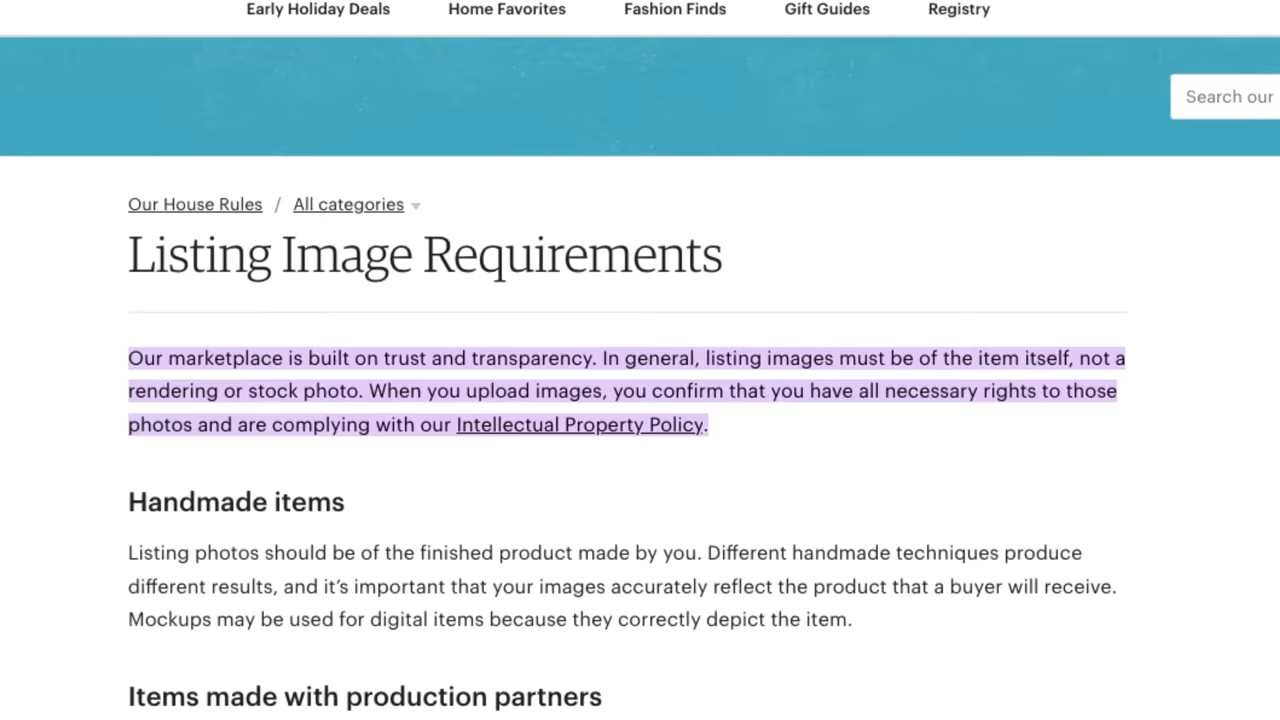 Early Holiday Deals Home Favorites Fashion Finds Gift Guides Registry
Search our
Our House Rules / All categories
Listing Image Requirements
Our marketplace is built on trust and transparency. In general, listing images must be of the item itself, not a
rendering or stock photo. When you upload images, you confirm that you have all necessary rights to those
photos and are complying with our Intellectual Property Policy.
Handmade items
Listing photos should be of the finished product made by you. Different handmade techniques produce
different results, and it’s important that your images accurately reflect the product that a buyer will receive.
Mockups may be used for digital items because they correctly depict the item.
Items made with production partners